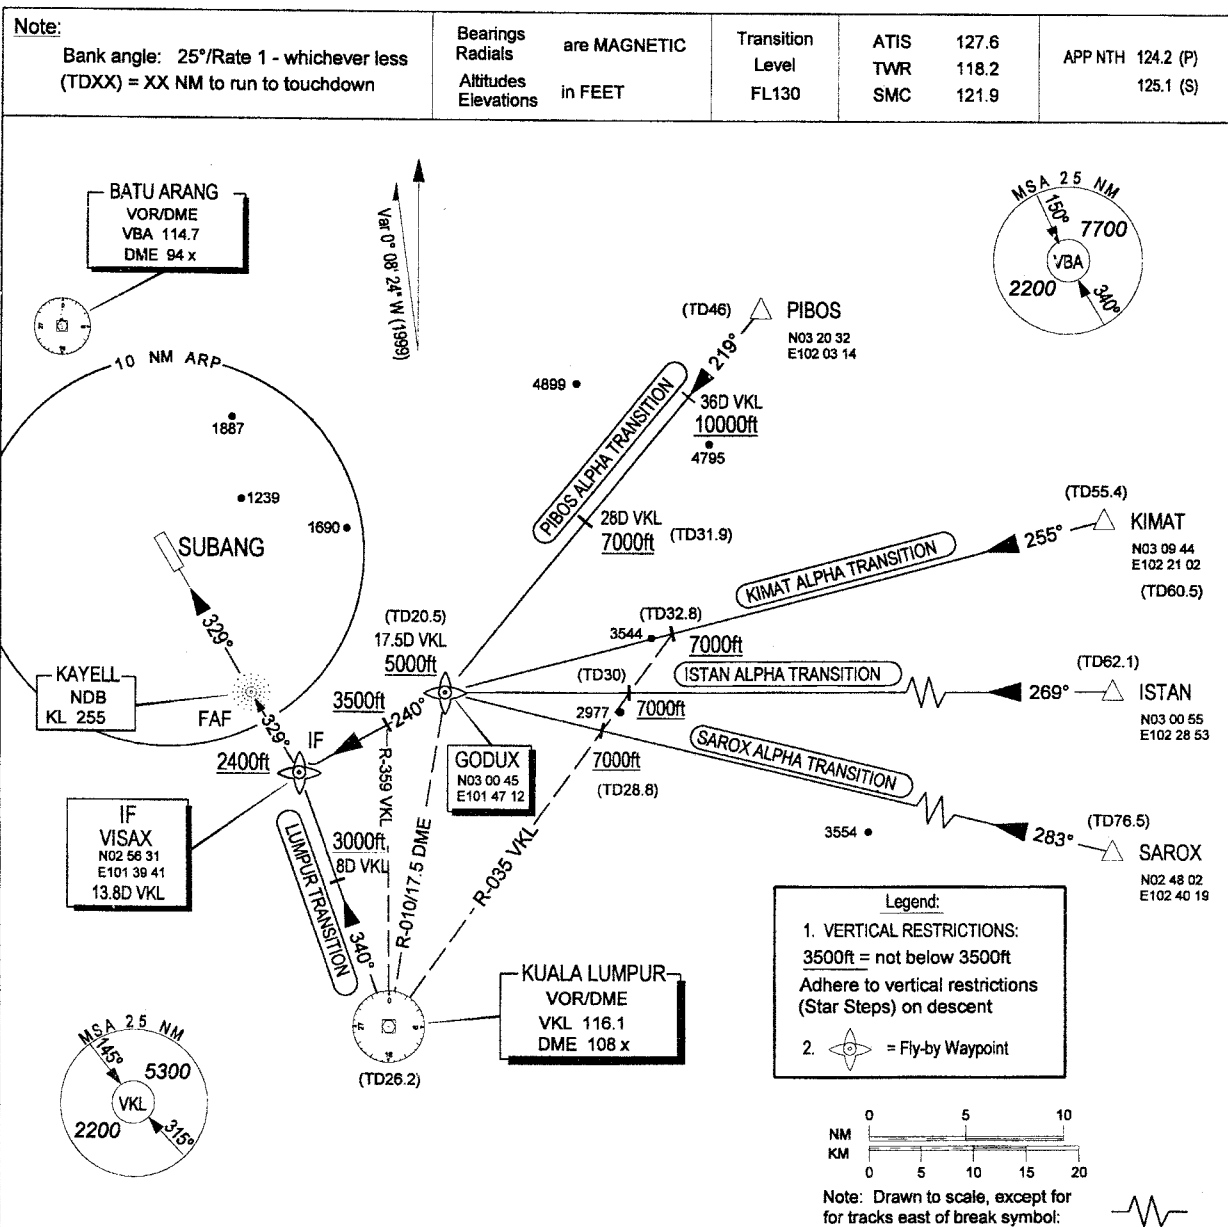 Note:
Bank angle: 25°/Rate 1 - whichever less
(TDXX) = XX NM to run to touchdown
Bearings
Radials
are MAGNETIC
Altitudes
Elevations
in FEET
Transition
Level
FL130
ATIS 127.6
TWR 118.2
SMC 121.9
APP NTH 124.2 (P)
125.1 (S)
BATU ARANG
VOR/DME
VBA 114.7
DME 94 x
Var 0° 08' 24" W (1999)
MSA 25 NM
150°
7700
VBA
2200
340°
10 NM ARP
1887
1239
1690
SUBANG
329°
4899
(TD46)
PIBOS
N03 20 32
E102 03 14
219°
PIBOS ALPHA TRANSITION
36D VKL
10000ft
4795
28D VKL
7000ft
(TD31.9)
(TD55.4)
KIMAT
N03 09 44
E102 21 02
(TD60.5)
255°
KIMAT ALPHA TRANSITION
(TD32.8)
3544
7000ft
(TD20.5)
17.5D VKL
5000ft
ISTAN ALPHA TRANSITION
(TD30)
7000ft
2977
(TD62.1)
269°
ISTAN
N03 00 55
E102 28 53
KAYELL
NDB
KL 255
FAF
329°
3500ft
240°
IF
2400ft
GODUX
N03 00 45
E101 47 12
7000ft
(TD28.8)
SAROX ALPHA TRANSITION
3554
(TD76.5)
283°
SAROX
N02 48 02
E102 40 19
IF
VISAX
N02 56 31
E101 39 41
13.8D VKL
LUMPUR TRANSITION
3000ft
8D VKL
340°
R-359 VKL
R-010/17.5 DME
R-035 VKL
KUALA LUMPUR
VOR/DME
VKL 116.1
DME 108 x
(TD26.2)
Legend:
1. VERTICAL RESTRICTIONS:
3500ft = not below 3500ft
Adhere to vertical restrictions
(Star Steps) on descent
2. = Fly-by Waypoint
MSA 25 NM
145°
5300
VKL
2200
315°
0 5 10
NM
KM
0 5 10 15 20
Note: Drawn to scale, except for
for tracks east of break symbol: